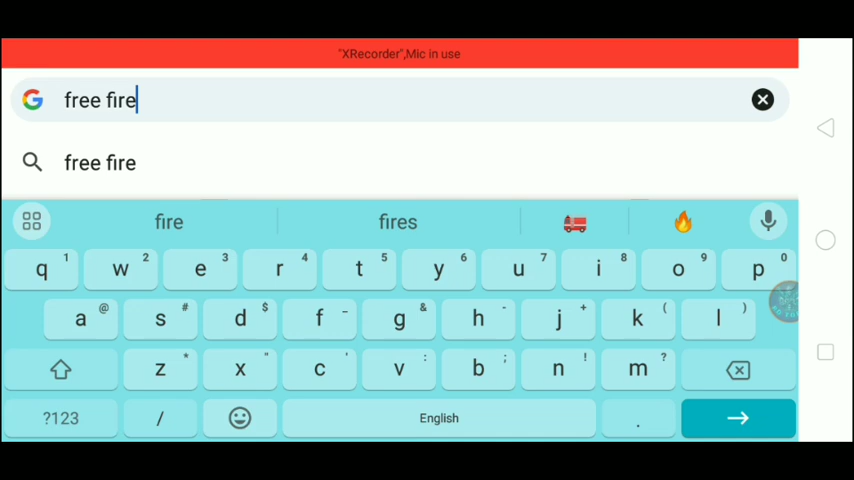 "XRecorder",Mic in use
free fire
free fire
fire fires
q 1 w 2 e 3 r 4 t 5 y 6 u 7 i 8 o 9 p 0
a @ s # d $ f _ g & h - j + k ( l )
z * x " c ' v : b ; n ! m ?
?123 / English .